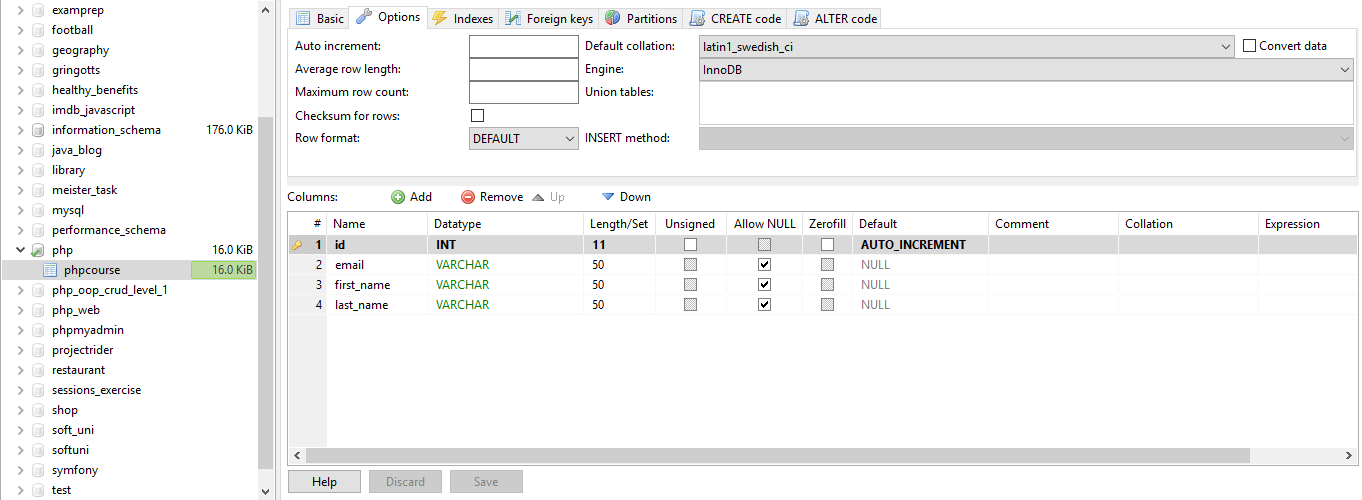 examprep
football
geography
gringotts
healthy_benefits
imdb_javascript
information_schema 176.0 KiB
java_blog
library
meister_task
mysql
performance_schema
php 16.0 KiB
phpcourse 16.0 KiB
php_oop_crud_level_1
php_web
phpmyadmin
projectrider
restaurant
sessions_exercise
shop
soft_uni
softuni
symfony
test
Basic Options Indexes Foreign keys Partitions CREATE code ALTER code
Auto increment: Default collation: latin1_swedish_ci Convert data
Average row length: Engine: InnoDB
Maximum row count: Union tables:
Checksum for rows:
Row format: DEFAULT INSERT method:
Columns: Add Remove Up Down
# Name Datatype Length/Set Unsigned Allow NULL Zerofill Default Comment Collation Expression
1 id INT 11 AUTO_INCREMENT
2 email VARCHAR 50 NULL
3 first_name VARCHAR 50 NULL
4 last_name VARCHAR 50 NULL
Help Discard Save